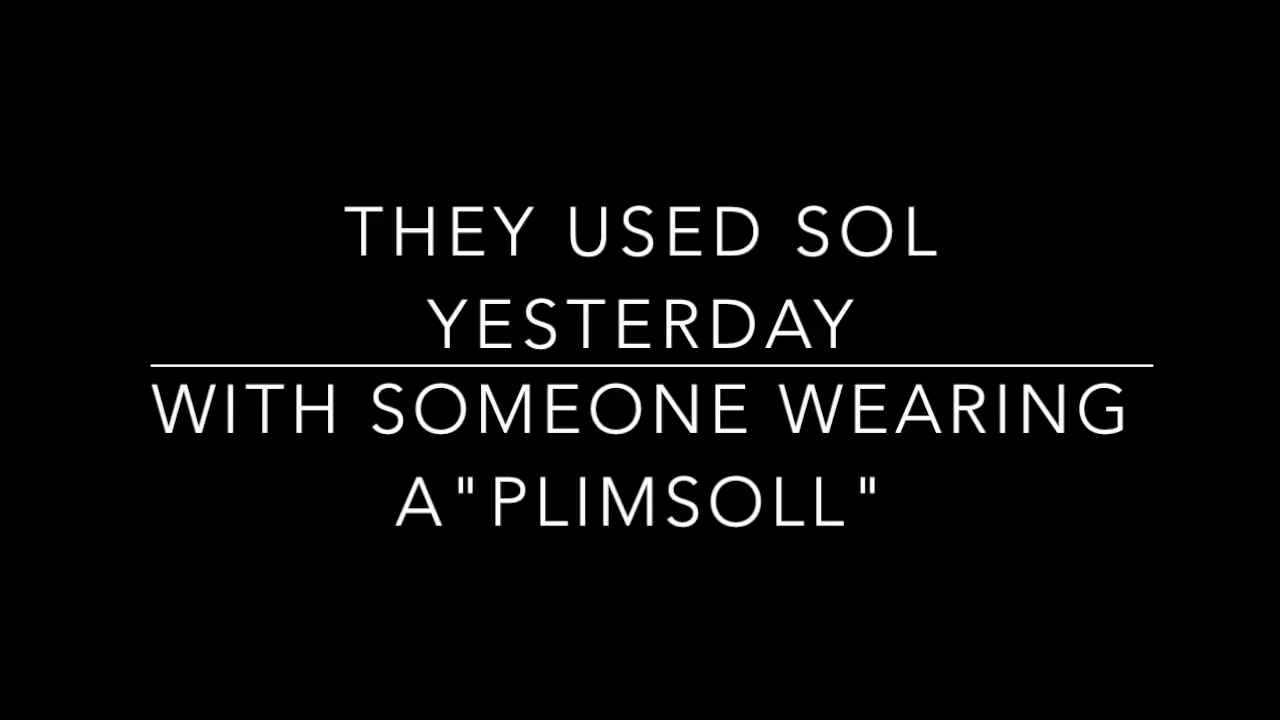 THEY USED SOL
YESTERDAY
WITH SOMEONE WEARING
A"PLIMSOLL"